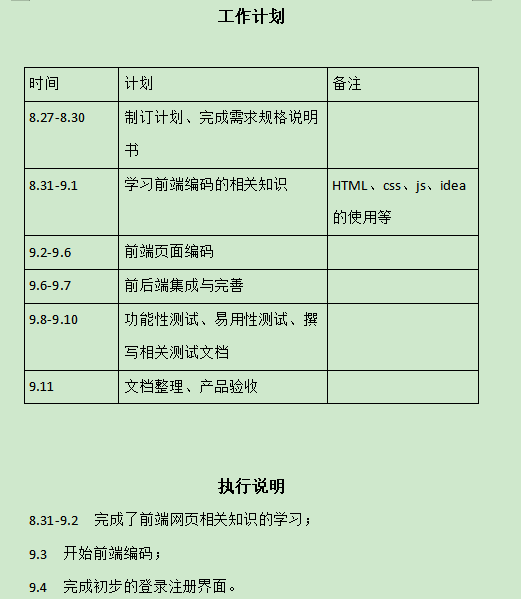 工作计划
时间 计划 备注
8.27-8.30 制订计划、完成需求规格说明
书
8.31-9.1 学习前端编码的相关知识 HTML、css、js、idea
的使用等
9.2-9.6 前端页面编码
9.6-9.7 前后端集成与完善
9.8-9.10 功能性测试、易用性测试、撰
写相关测试文档
9.11 文档整理、产品验收
执行说明
8.31-9.2 完成了前端网页相关知识的学习；
9.3 开始前端编码；
9.4 完成初步的登录注册界面。